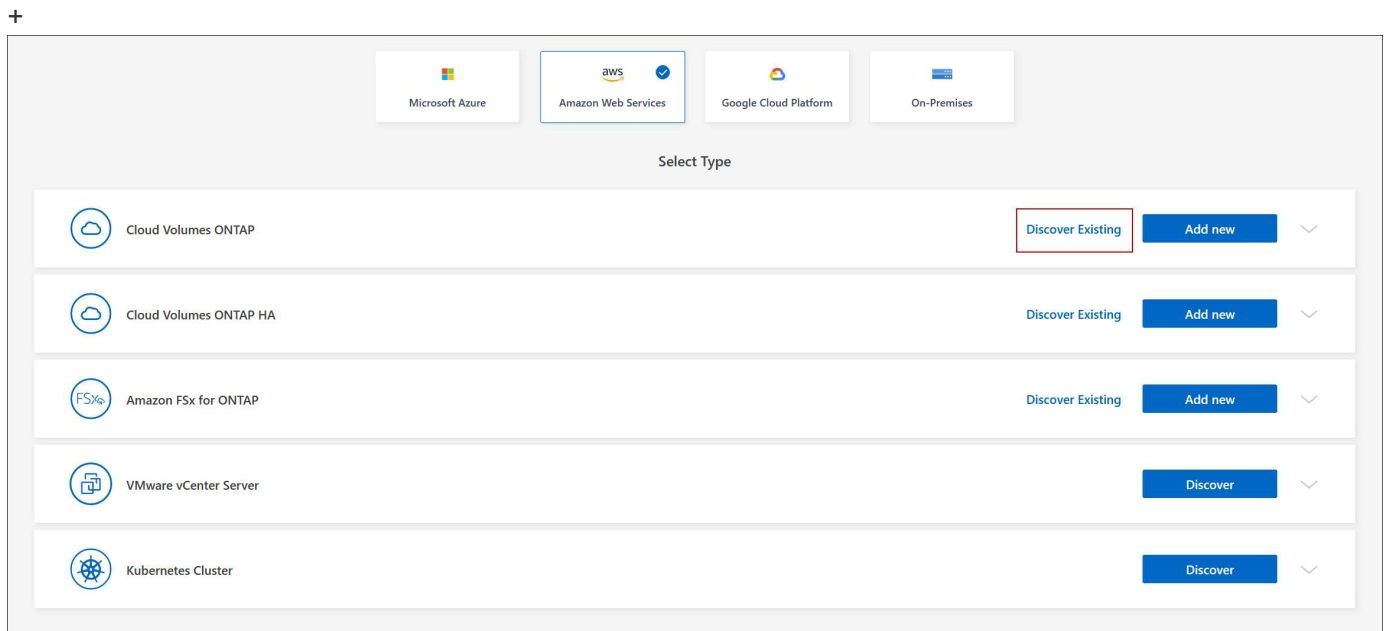 +
aws
Microsoft Azure
Amazon Web Services
Google Cloud Platform
On-Premises
Select Type
Cloud Volumes ONTAP
Discover Existing
Add new
Cloud Volumes ONTAP HA
Discover Existing
Add new
FSx
Amazon FSx for ONTAP
Discover Existing
Add new
VMware vCenter Server
Discover
Kubernetes Cluster
Discover